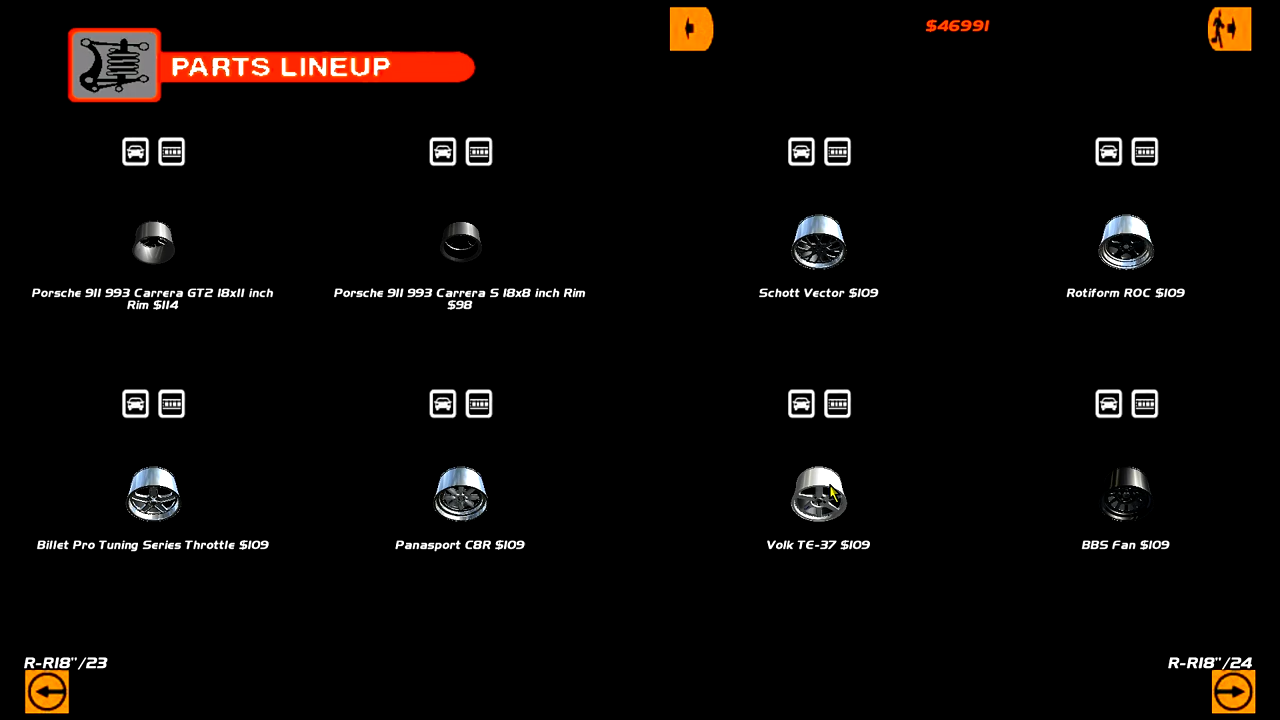 $46991
PARTS LINEUP
Porsche 911 993 Carrera GT2 18x11 inch
Rim $114
Porsche 911 993 Carrera S 18x8 inch Rim
$98
Schott Vector $109
Rotiform ROC $109
Billet Pro Tuning Series Throttle $109
Panasport C8R $109
Volk TE-37 $109
BBS Fan $109
R-R18"/23
R-R18"/24